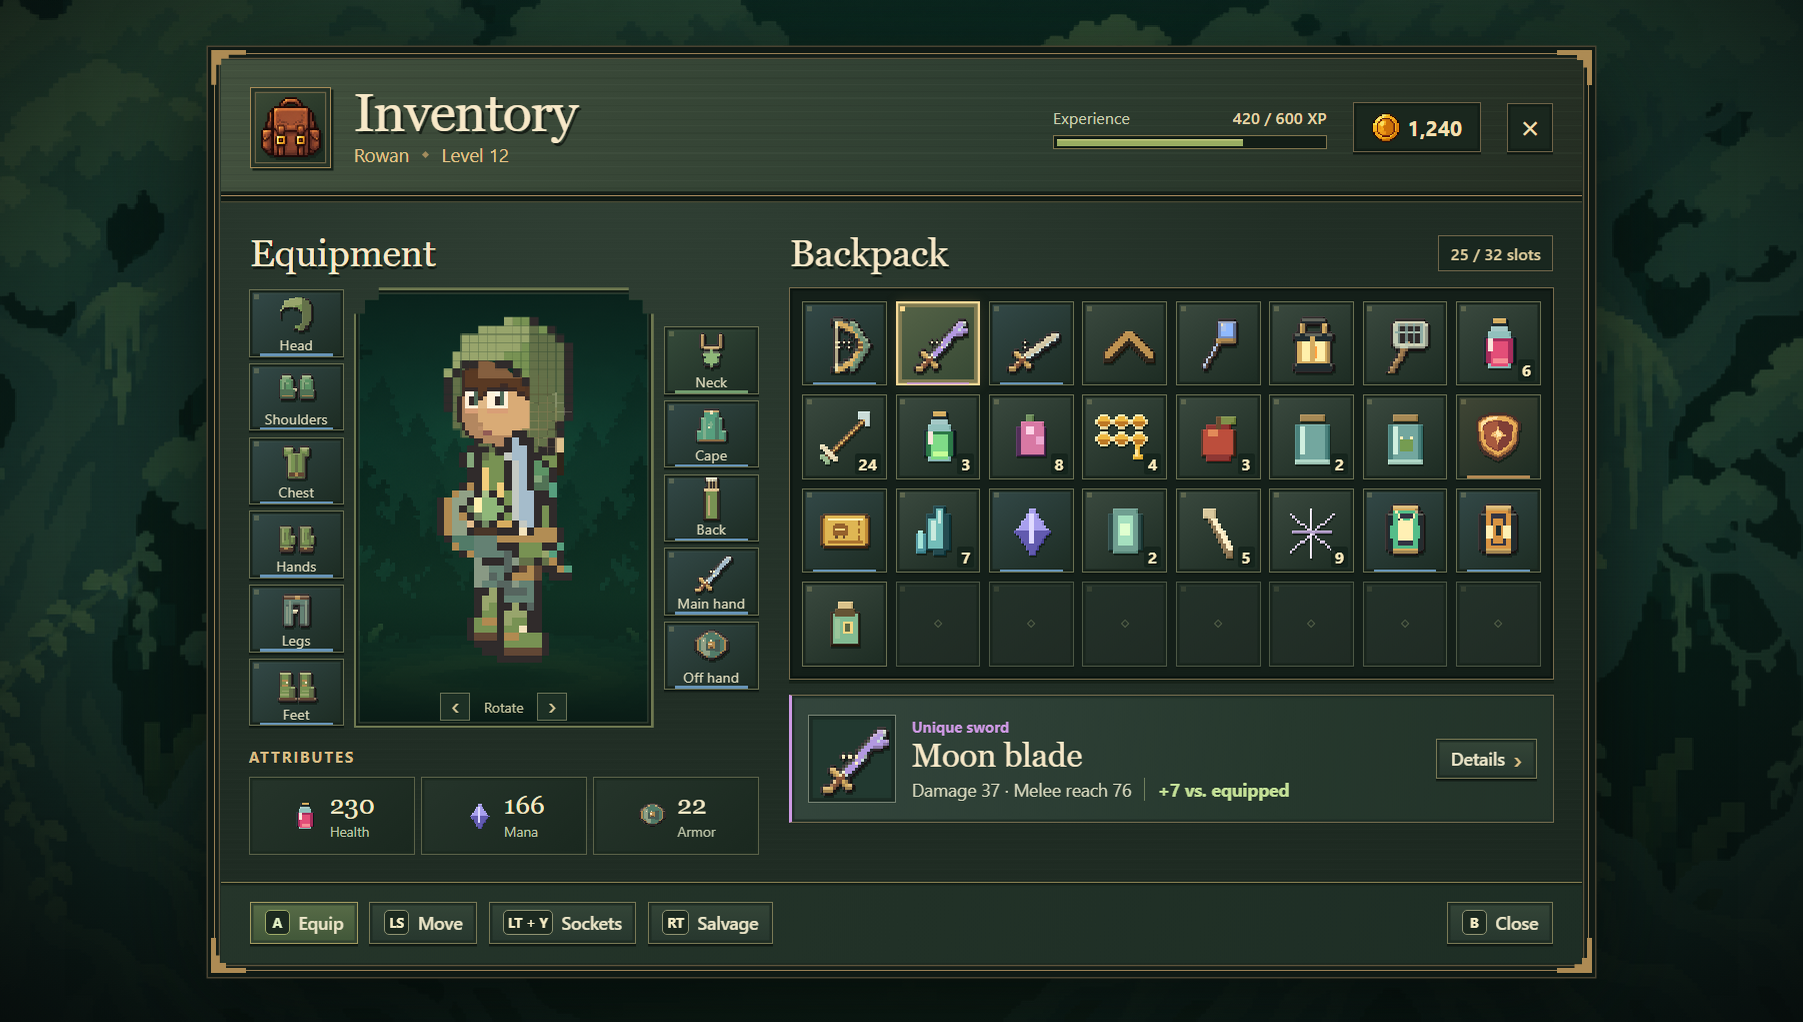 Inventory
Rowan ◆ Level 12
Experience 420 / 600 XP
1,240
Equipment
Head
Shoulders
Chest
Hands
Legs
Feet
Neck
Cape
Back
Main hand
Off hand
Rotate
ATTRIBUTES
230
Health
166
Mana
22
Armor
Backpack
25 / 32 slots
6
24
3
8
4
3
2
7
2
5
9
Unique sword
Moon blade
Damage 37 · Melee reach 76 +7 vs. equipped
Details ›
A Equip
LS Move
LT + Y Sockets
RT Salvage
B Close